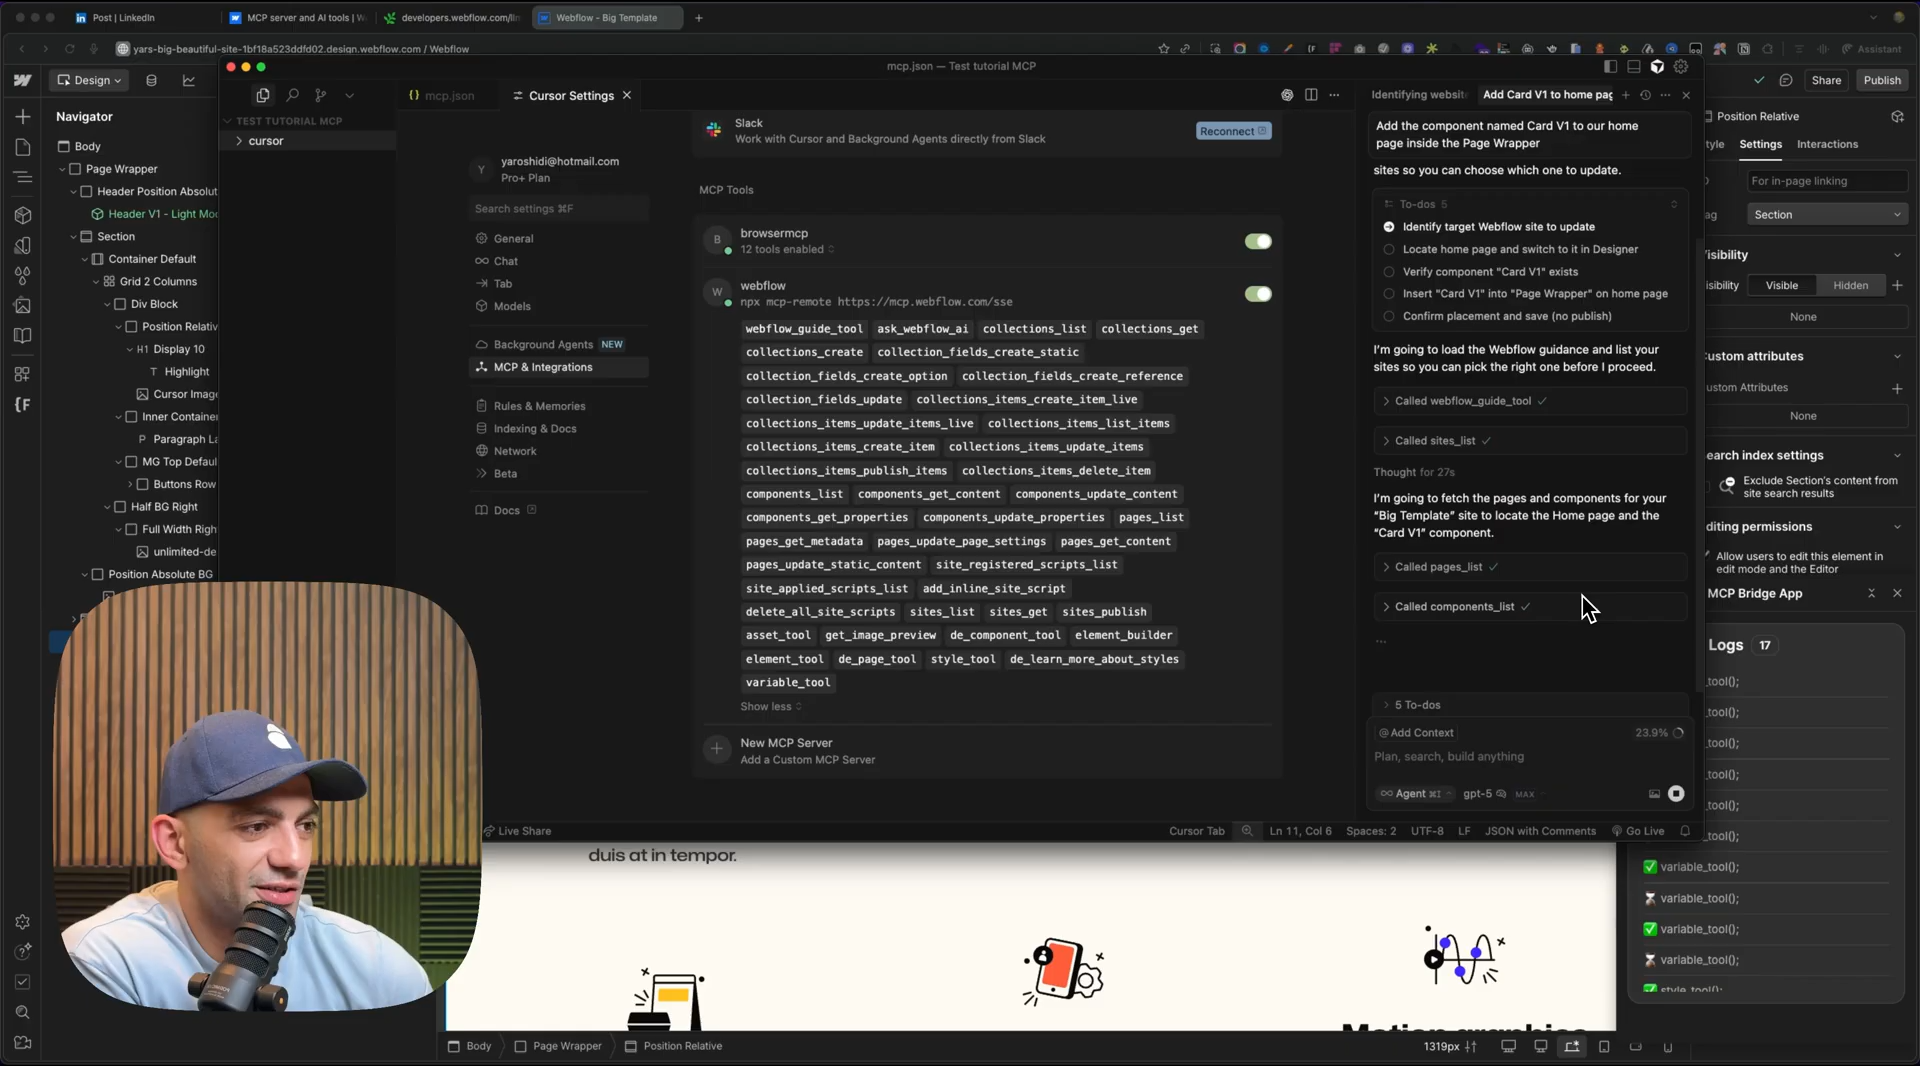 Post | LinkedIn
MCP server and AI tools | W
developers.webflow.com/llm
Webflow - Big Template
yars-big-beautiful-site-1bf18a523ddfd02.design.webflow.com / Webflow
Assistant
mcp.json — Test tutorial MCP
Design
Share
Publish
Navigator
Body
Page Wrapper
Header Position Absolut
Header V1 - Light Mod
Section
Container Default
Grid 2 Columns
Div Block
Position Relativ
H1 Display 10
T Highlight
Cursor Image
Inner Container
P Paragraph La
MG Top Defau
Buttons Row
Half BG Right
Full Width Righ
unlimited-de
Position Absolute BG
TEST TUTORIAL MCP
cursor
mcp.json
Cursor Settings
Y
yaroshidi@hotmail.com
Pro+ Plan
Search settings ⌘F
General
Chat
Tab
Models
Background Agents NEW
MCP & Integrations
Rules & Memories
Indexing & Docs
Network
Beta
Docs
Slack
Work with Cursor and Background Agents directly from Slack
Reconnect
MCP Tools
B
browsermcp
12 tools enabled
W
webflow
npx mcp-remote https://mcp.webflow.com/sse
webflow_guide_tool ask_webflow_ai collections_list collections_get
collections_create collection_fields_create_static
collection_fields_create_option collection_fields_create_reference
collection_fields_update collections_items_create_item_live
collections_items_update_items_live collections_items_list_items
collections_items_create_item collections_items_update_items
collections_items_publish_items collections_items_delete_item
components_list components_get_content components_update_content
components_get_properties components_update_properties pages_list
pages_get_metadata pages_update_page_settings pages_get_content
pages_update_static_content site_registered_scripts_list
site_applied_scripts_list add_inline_site_script
delete_all_site_scripts sites_list sites_get sites_publish
asset_tool get_image_preview de_component_tool element_builder
element_tool de_page_tool style_tool de_learn_more_about_styles
variable_tool
Show less
New MCP Server
Add a Custom MCP Server
Identifying websit
Add Card V1 to home pag
Add the component named Card V1 to our home
page inside the Page Wrapper
sites so you can choose which one to update.
To-dos 5
Identify target Webflow site to update
Locate home page and switch to it in Designer
Verify component "Card V1" exists
Insert "Card V1" into "Page Wrapper" on home page
Confirm placement and save (no publish)
I'm going to load the Webflow guidance and list your
sites so you can pick the right one before I proceed.
Called webflow_guide_tool
Called sites_list
Thought for 27s
I'm going to fetch the pages and components for your
"Big Template" site to locate the Home page and the
"Card V1" component.
Called pages_list
Called components_list
...
5 To-dos
@ Add Context
23.9%
Plan, search, build anything
Agent ⌘I
gpt-5
MAX
Live Share
Cursor Tab
Ln 11, Col 6
Spaces: 2
UTF-8
LF
JSON with Comments
Go Live
Position Relative
tyle
Settings
Interactions
For in-page linking
ag
Section
isibility
isibility
Visible
Hidden
None
ustom attributes
ustom Attributes
None
earch index settings
Exclude Section's content from
site search results
diting permissions
Allow users to edit this element in
edit mode and the Editor
MCP Bridge App
Logs 17
_tool();
_tool();
_tool();
_tool();
_tool();
_tool();
variable_tool();
variable_tool();
variable_tool();
variable_tool();
style_tool();
duis at in tempor.
Motion graphics
Body
Page Wrapper
Position Relative
1319px